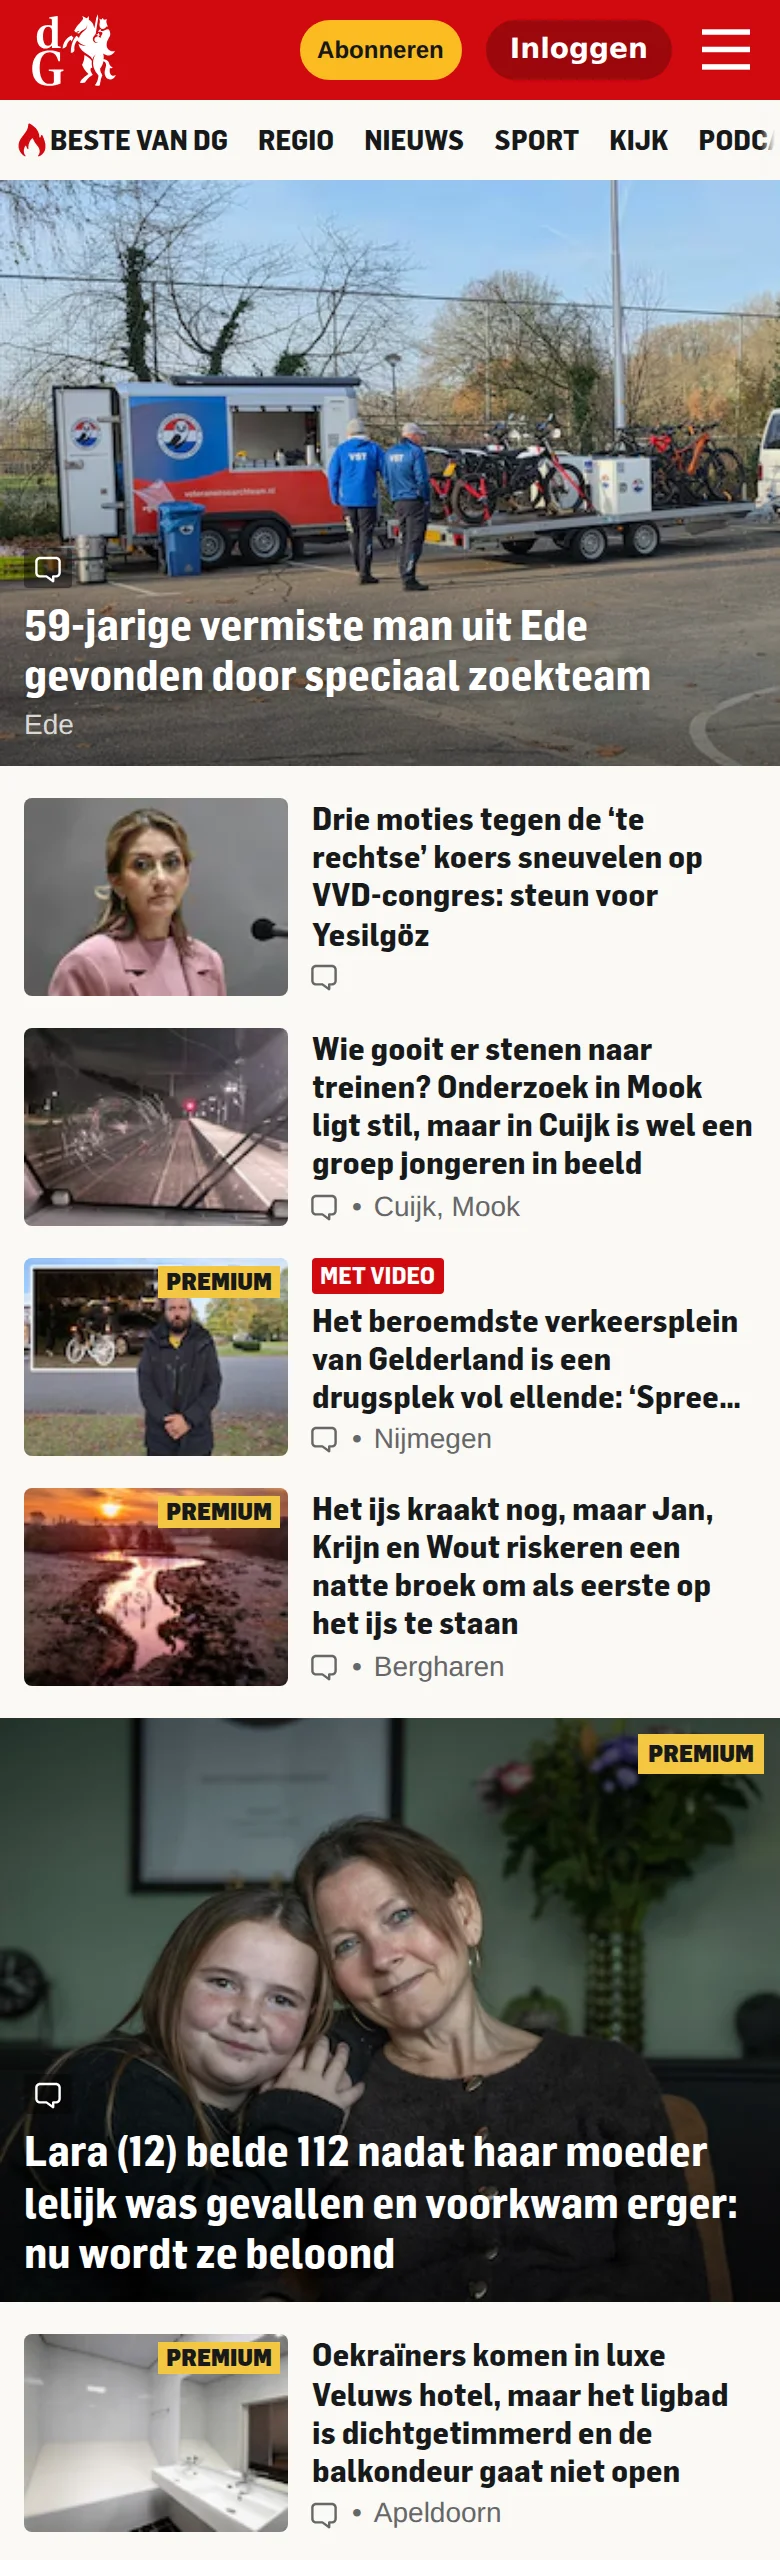 dG
Abonneren
Inloggen
BESTE VAN DG REGIO NIEUWS SPORT KIJK PODCA
VST VST
veteranensearchteam.nl
59-jarige vermiste man uit Ede
gevonden door speciaal zoekteam
Ede
Drie moties tegen de ‘te
rechtse’ koers sneuvelen op
VVD-congres: steun voor
Yesilgöz
Wie gooit er stenen naar
treinen? Onderzoek in Mook
ligt stil, maar in Cuijk is wel een
groep jongeren in beeld
• Cuijk, Mook
PREMIUM
MET VIDEO
Het beroemdste verkeersplein
van Gelderland is een
drugsplek vol ellende: ‘Spree...
• Nijmegen
PREMIUM
Het ijs kraakt nog, maar Jan,
Krijn en Wout riskeren een
natte broek om als eerste op
het ijs te staan
• Bergharen
PREMIUM
Lara (12) belde 112 nadat haar moeder
lelijk was gevallen en voorkwam erger:
nu wordt ze beloond
PREMIUM
Oekraïners komen in luxe
Veluws hotel, maar het ligbad
is dichtgetimmerd en de
balkondeur gaat niet open
• Apeldoorn